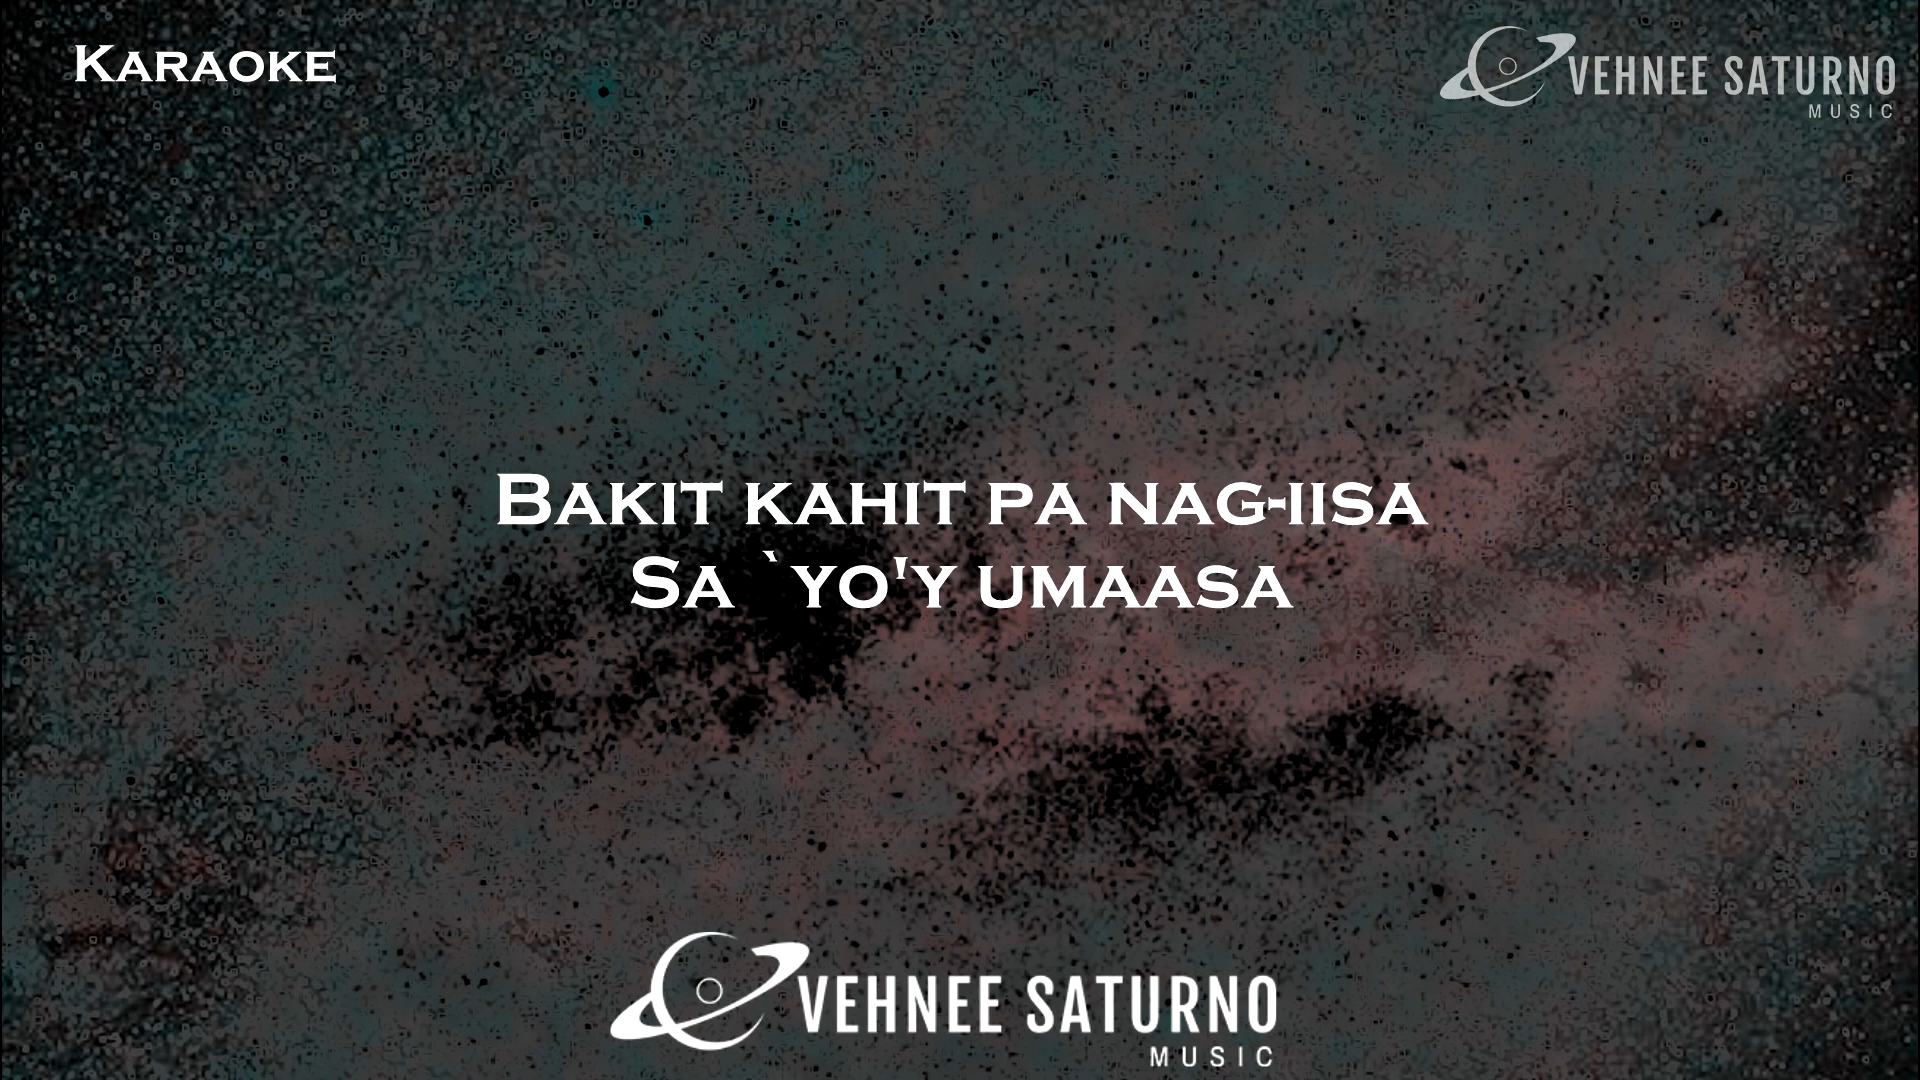 Karaoke
VEHNEE SATURNO
MUSIC
Bakit kahit pa nag-iisa
Sa `yo'y umaasa
VEHNEE SATURNO
MUSIC